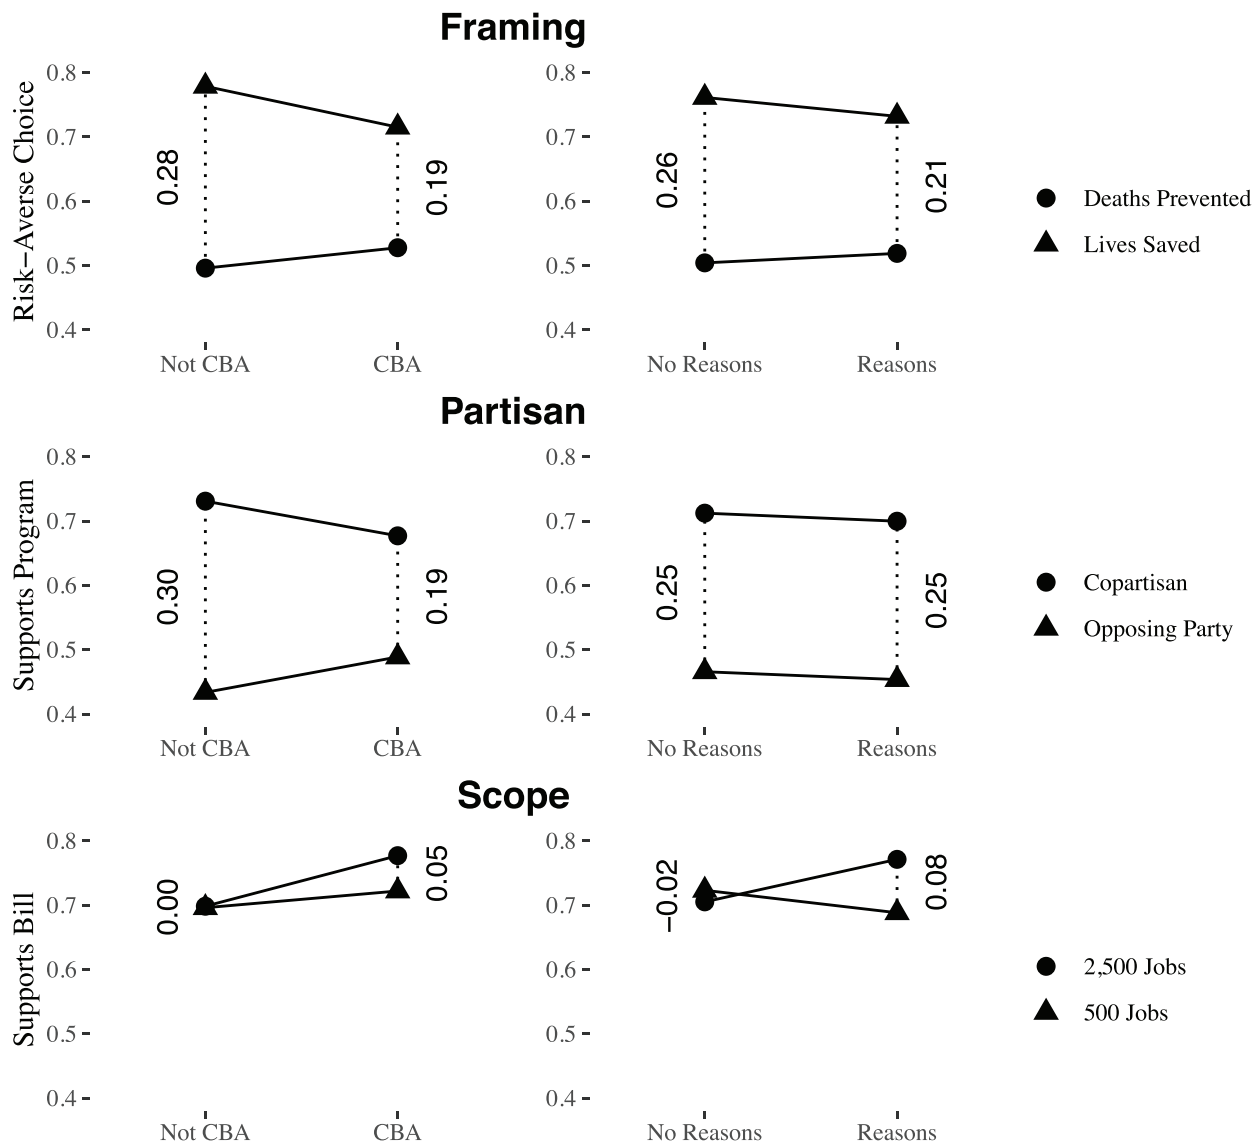 Framing
Risk−Averse Choice
0.8
0.7
0.6
0.5
0.4
0.28
0.19
Not CBA
CBA
0.8
0.7
0.6
0.5
0.4
0.26
0.21
No Reasons
Reasons
Deaths Prevented
Lives Saved
Partisan
Supports Program
0.8
0.7
0.6
0.5
0.4
0.30
0.19
Not CBA
CBA
0.8
0.7
0.6
0.5
0.4
0.25
0.25
No Reasons
Reasons
Copartisan
Opposing Party
Scope
Supports Bill
0.8
0.7
0.6
0.5
0.4
0.00
0.05
Not CBA
CBA
0.8
0.7
0.6
0.5
0.4
−0.02
0.08
No Reasons
Reasons
2,500 Jobs
500 Jobs